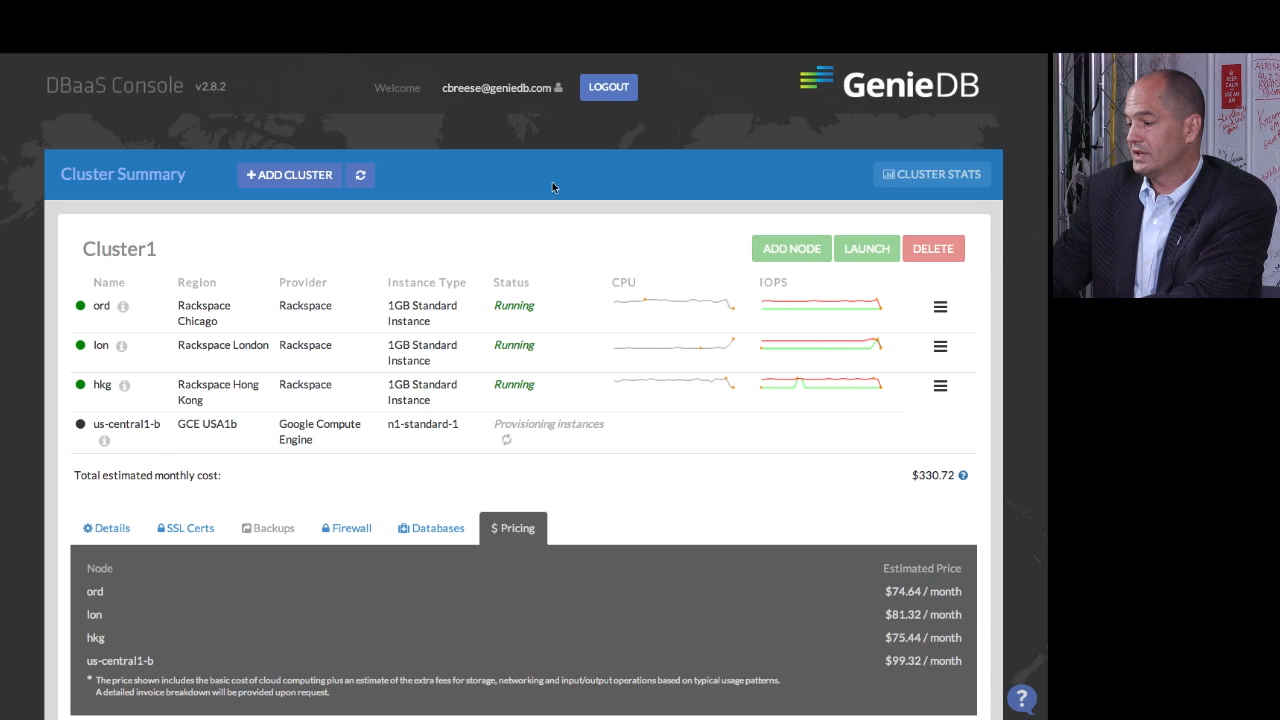 DBaaS Console v2.8.2
Welcome cbreese@geniedb.com LOGOUT
GenieDB
Cluster Summary + ADD CLUSTER CLUSTER STATS
Cluster1
ADD NODE LAUNCH DELETE
Name Region Provider Instance Type Status CPU IOPS
ord Rackspace Chicago Rackspace 1GB Standard Instance Running
lon Rackspace London Rackspace 1GB Standard Instance Running
hkg Rackspace Hong Kong Rackspace 1GB Standard Instance Running
us-central1-b GCE USA1b Google Compute Engine n1-standard-1 Provisioning instances
Total estimated monthly cost: $330.72
Details SSL Certs Backups Firewall Databases $ Pricing
Node Estimated Price
ord $74.64 / month
lon $81.32 / month
hkg $75.44 / month
us-central1-b $99.32 / month
* The price shown includes the basic cost of cloud computing plus an estimate of the extra fees for storage, networking and input/output operations based on typical usage patterns.
A detailed invoice breakdown will be provided upon request.
?
KEEP
CALM
USE AN
API